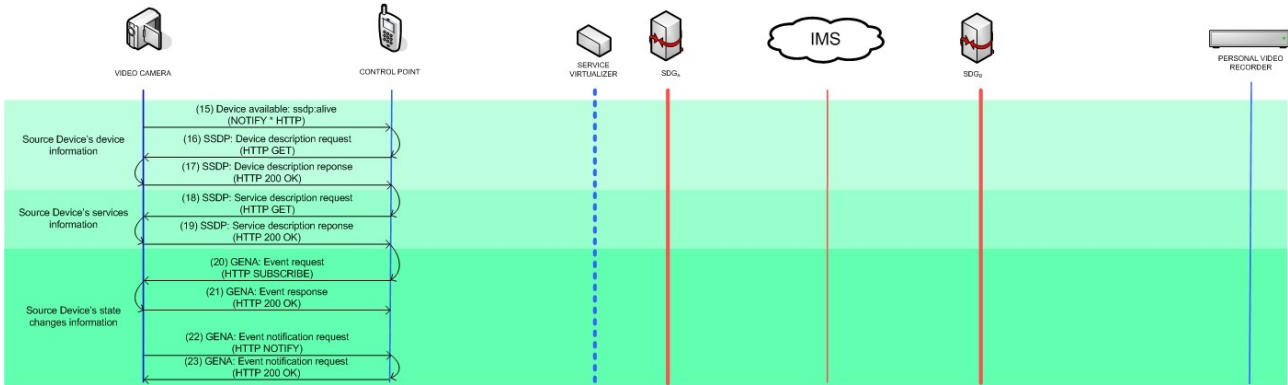 IMS
VIDEO CAMERA
CONTROL POINT
SERVICE
VIRTUALIZER
SDGA
SDGB
PERSONAL VIDEO
RECORDER
Source Device's device
information
(15) Device available: ssdp:alive
(NOTIFY * HTTP)
(16) SSDP: Device description request
(HTTP GET)
(17) SSDP: Device description reponse
(HTTP 200 OK)
Source Device's services
information
(18) SSDP: Service description request
(HTTP GET)
(19) SSDP: Service description reponse
(HTTP 200 OK)
Source Device's state
changes information
(20) GENA: Event request
(HTTP SUBSCRIBE)
(21) GENA: Event response
(HTTP 200 OK)
(22) GENA: Event notification request
(HTTP NOTIFY)
(23) GENA: Event notification request
(HTTP 200 OK)